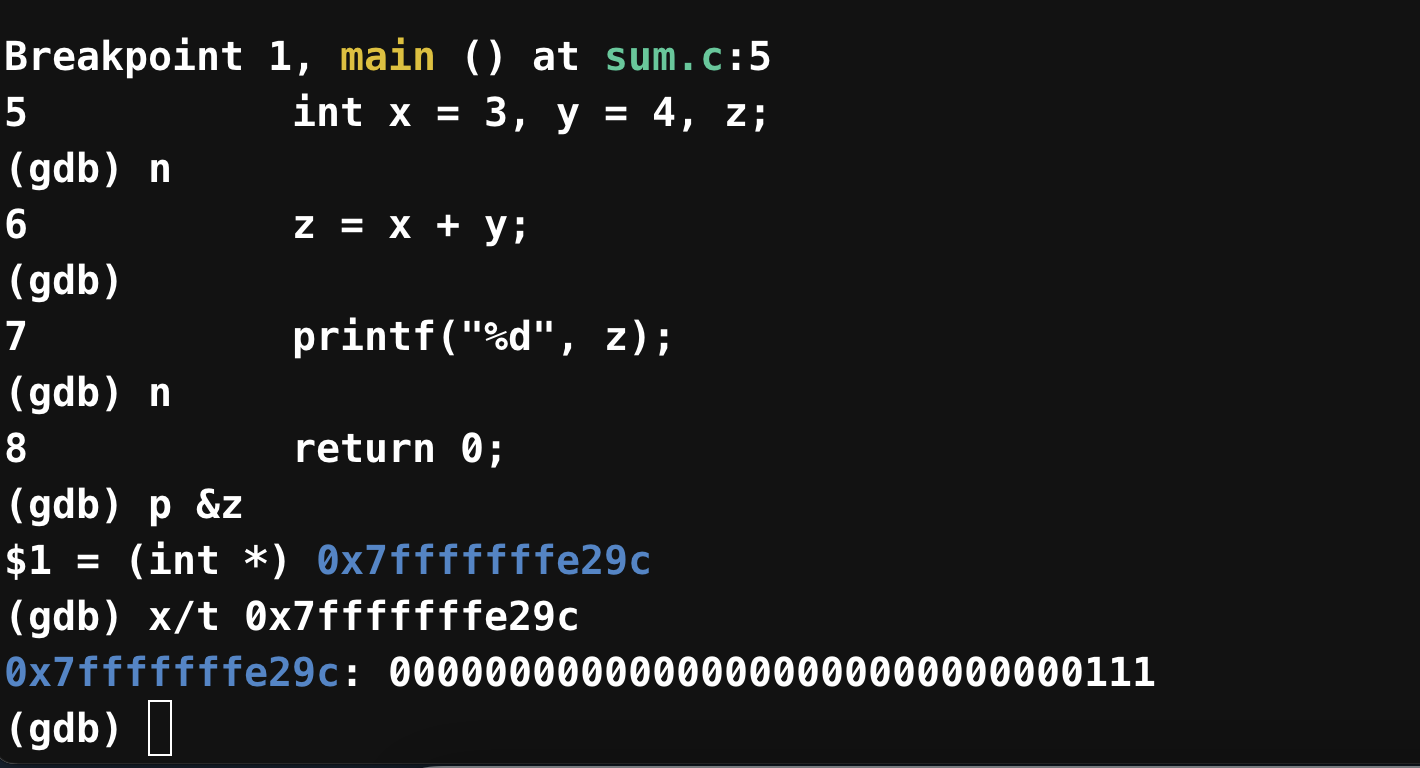 Breakpoint 1, main () at sum.c:5
5           int x = 3, y = 4, z;
(gdb) n
6           z = x + y;
(gdb)
7           printf("%d", z);
(gdb) n
8           return 0;
(gdb) p &z
$1 = (int *) 0x7fffffffe29c
(gdb) x/t 0x7fffffffe29c
0x7fffffffe29c: 00000000000000000000000000000111
(gdb)